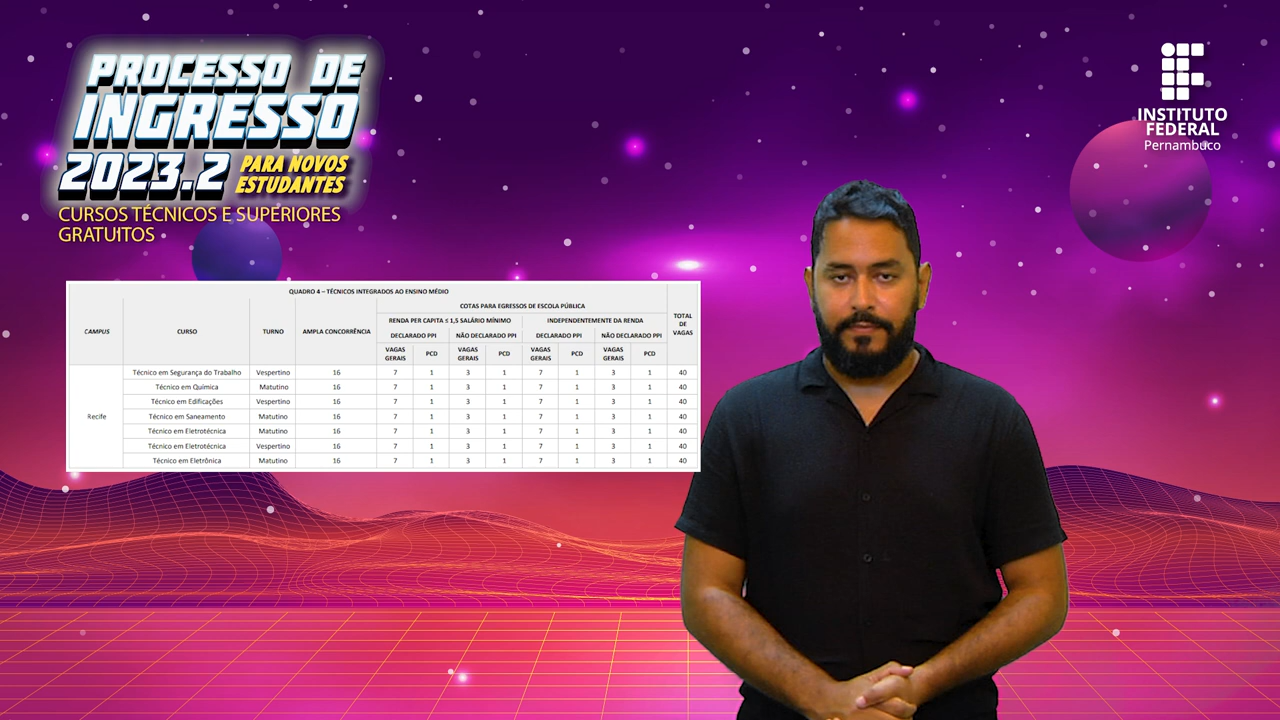 PROCESSO DE
INGRESSO
2023.2 PARA NOVOS
ESTUDANTES
CURSOS TÉCNICOS E SUPERIORES
GRATUITOS
INSTITUTO
FEDERAL
Pernambuco
QUADRO 4 – TÉCNICOS INTEGRADOS AO ENSINO MÉDIO
CAMPUS CURSO TURNO AMPLA CONCORRÊNCIA COTAS PARA EGRESSOS DE ESCOLA PÚBLICA TOTAL DE VAGAS
RENDA PER CAPITA ≤ 1,5 SALÁRIO MÍNIMO INDEPENDENTEMENTE DA RENDA
DECLARADO PPI NÃO DECLARADO PPI DECLARADO PPI NÃO DECLARADO PPI
VAGAS GERAIS PCD VAGAS GERAIS PCD VAGAS GERAIS PCD VAGAS GERAIS PCD
Recife
Técnico em Segurança do Trabalho Vespertino 16 7 1 3 1 7 1 3 1 40
Técnico em Química Matutino 16 7 1 3 1 7 1 3 1 40
Técnico em Edificações Vespertino 16 7 1 3 1 7 1 3 1 40
Técnico em Saneamento Matutino 16 7 1 3 1 7 1 3 1 40
Técnico em Eletrotécnica Matutino 16 7 1 3 1 7 1 3 1 40
Técnico em Eletrotécnica Vespertino 16 7 1 3 1 7 1 3 1 40
Técnico em Eletrônica Matutino 16 7 1 3 1 7 1 3 1 40